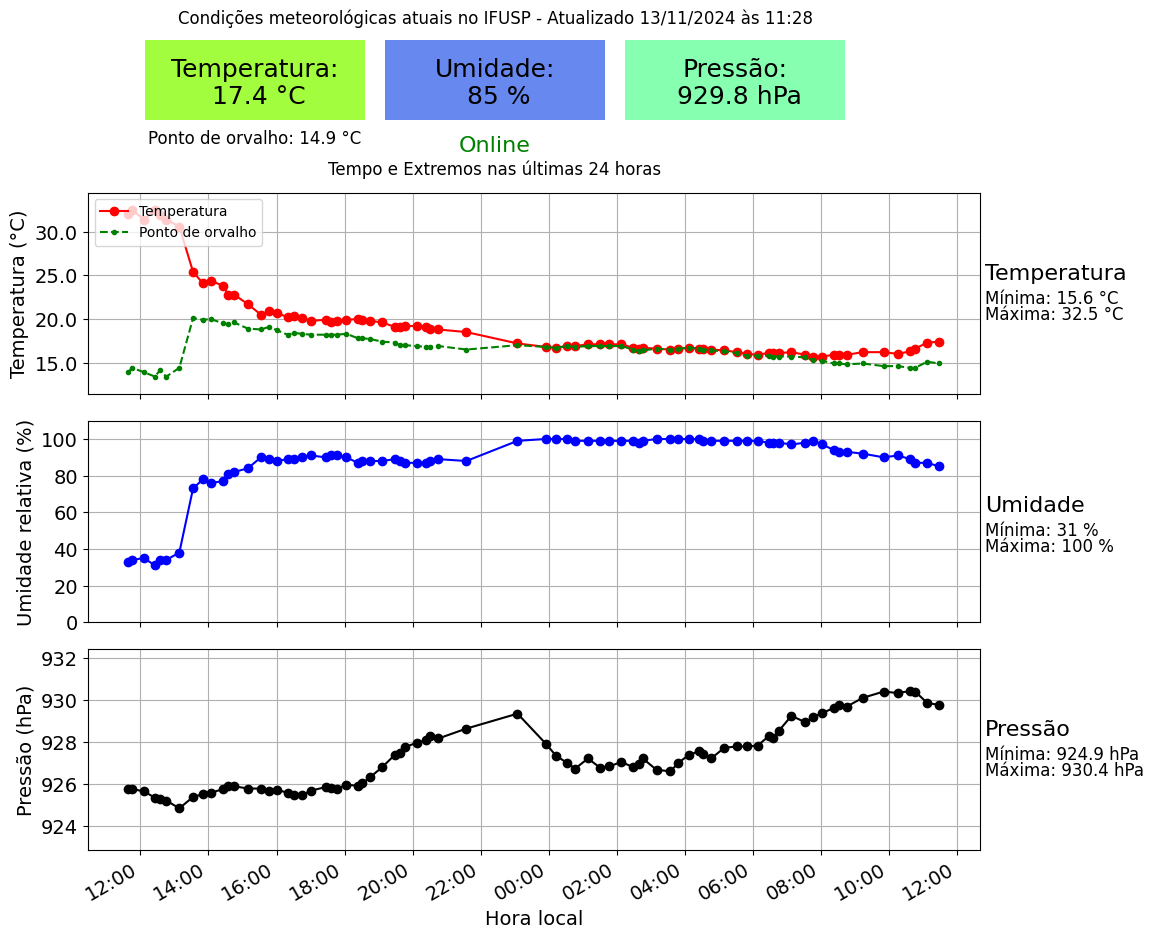 Condições meteorológicas atuais no IFUSP - Atualizado 13/11/2024 às 11:28
Temperatura:
17.4 °C
Umidade:
85 %
Pressão:
929.8 hPa
Ponto de orvalho: 14.9 °C
Online
Tempo e Extremos nas últimas 24 horas
Temperatura (°C)
30.0
25.0
20.0
15.0
Temperatura
Ponto de orvalho
Temperatura
Mínima: 15.6 °C
Máxima: 32.5 °C
Umidade relativa (%)
100
80
60
40
20
0
Umidade
Mínima: 31 %
Máxima: 100 %
Pressão (hPa)
932
930
928
926
924
Pressão
Mínima: 924.9 hPa
Máxima: 930.4 hPa
12:00 14:00 16:00 18:00 20:00 22:00 00:00 02:00 04:00 06:00 08:00 10:00 12:00
Hora local